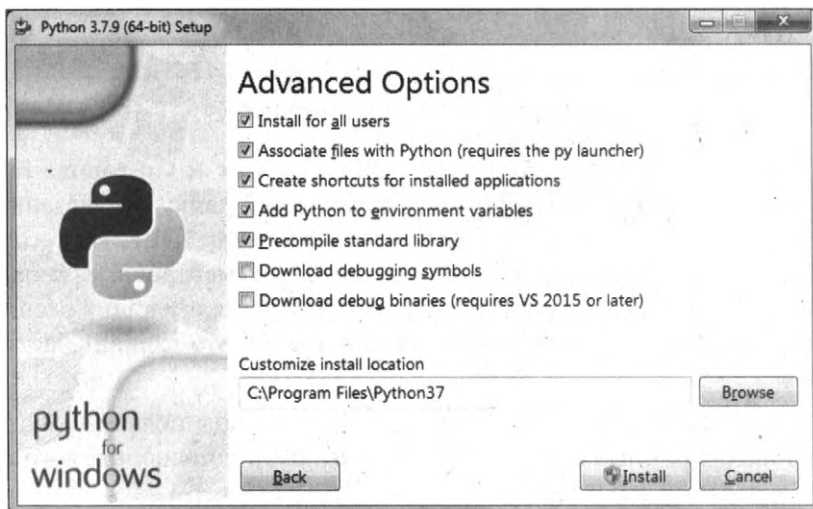 Python 3.7.9 (64-bit) Setup
Advanced Options
Install for all users
Associate files with Python (requires the py launcher)
Create shortcuts for installed applications
Add Python to environment variables
Precompile standard library
Download debugging symbols
Download debug binaries (requires VS 2015 or later)
Customize install location
C:\Program Files\Python37
Browse
python
for
windows
Back
Install
Cancel